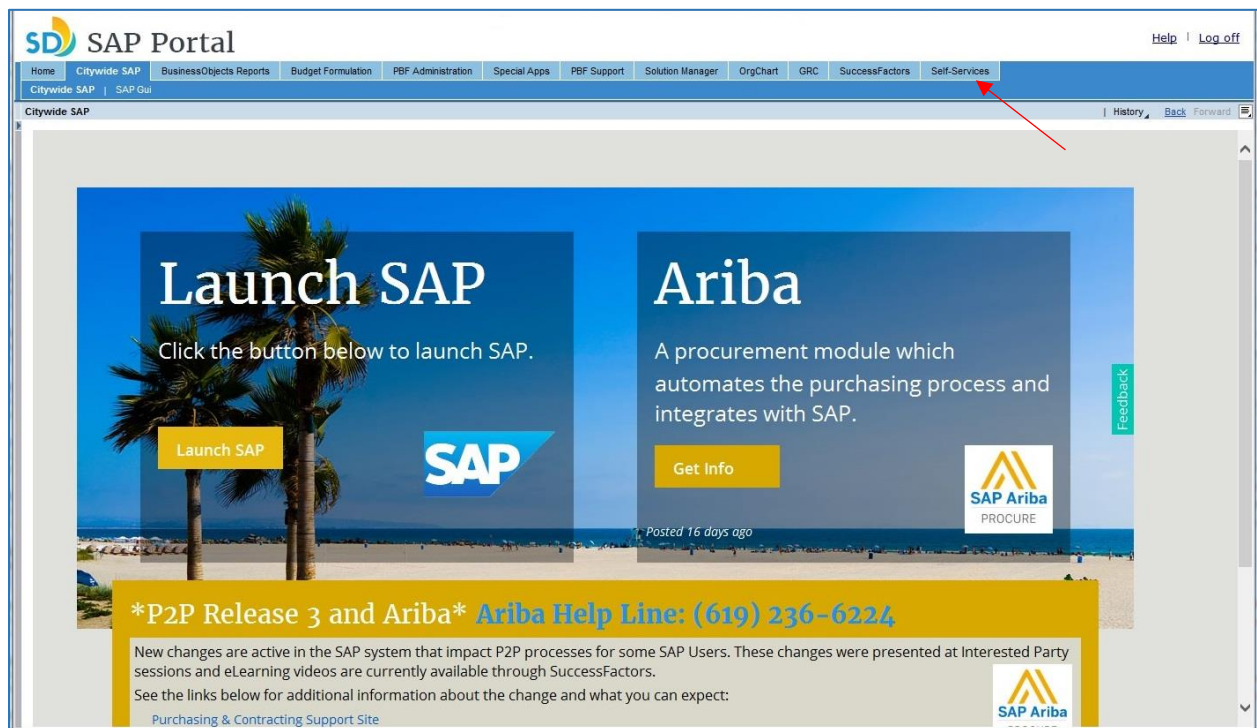 SD SAP Portal
Help | Log off
Home Citywide SAP BusinessObjects Reports Budget Formulation PBF Administration Special Apps PBF Support Solution Manager OrgChart GRC SuccessFactors Self-Services
Citywide SAP | SAP Gui
Citywide SAP
| History Back Forward
Launch SAP
Click the button below to launch SAP.
Launch SAP
SAP
Ariba
A procurement module which
automates the purchasing process and
integrates with SAP.
Get Info
SAP Ariba
PROCURE
Posted 16 days ago
Feedback
*P2P Release 3 and Ariba* Ariba Help Line: (619) 236-6224
New changes are active in the SAP system that impact P2P processes for some SAP Users. These changes were presented at Interested Party
sessions and eLearning videos are currently available through SuccessFactors.
See the links below for additional information about the change and what you can expect:
Purchasing & Contracting Support Site
SAP Ariba